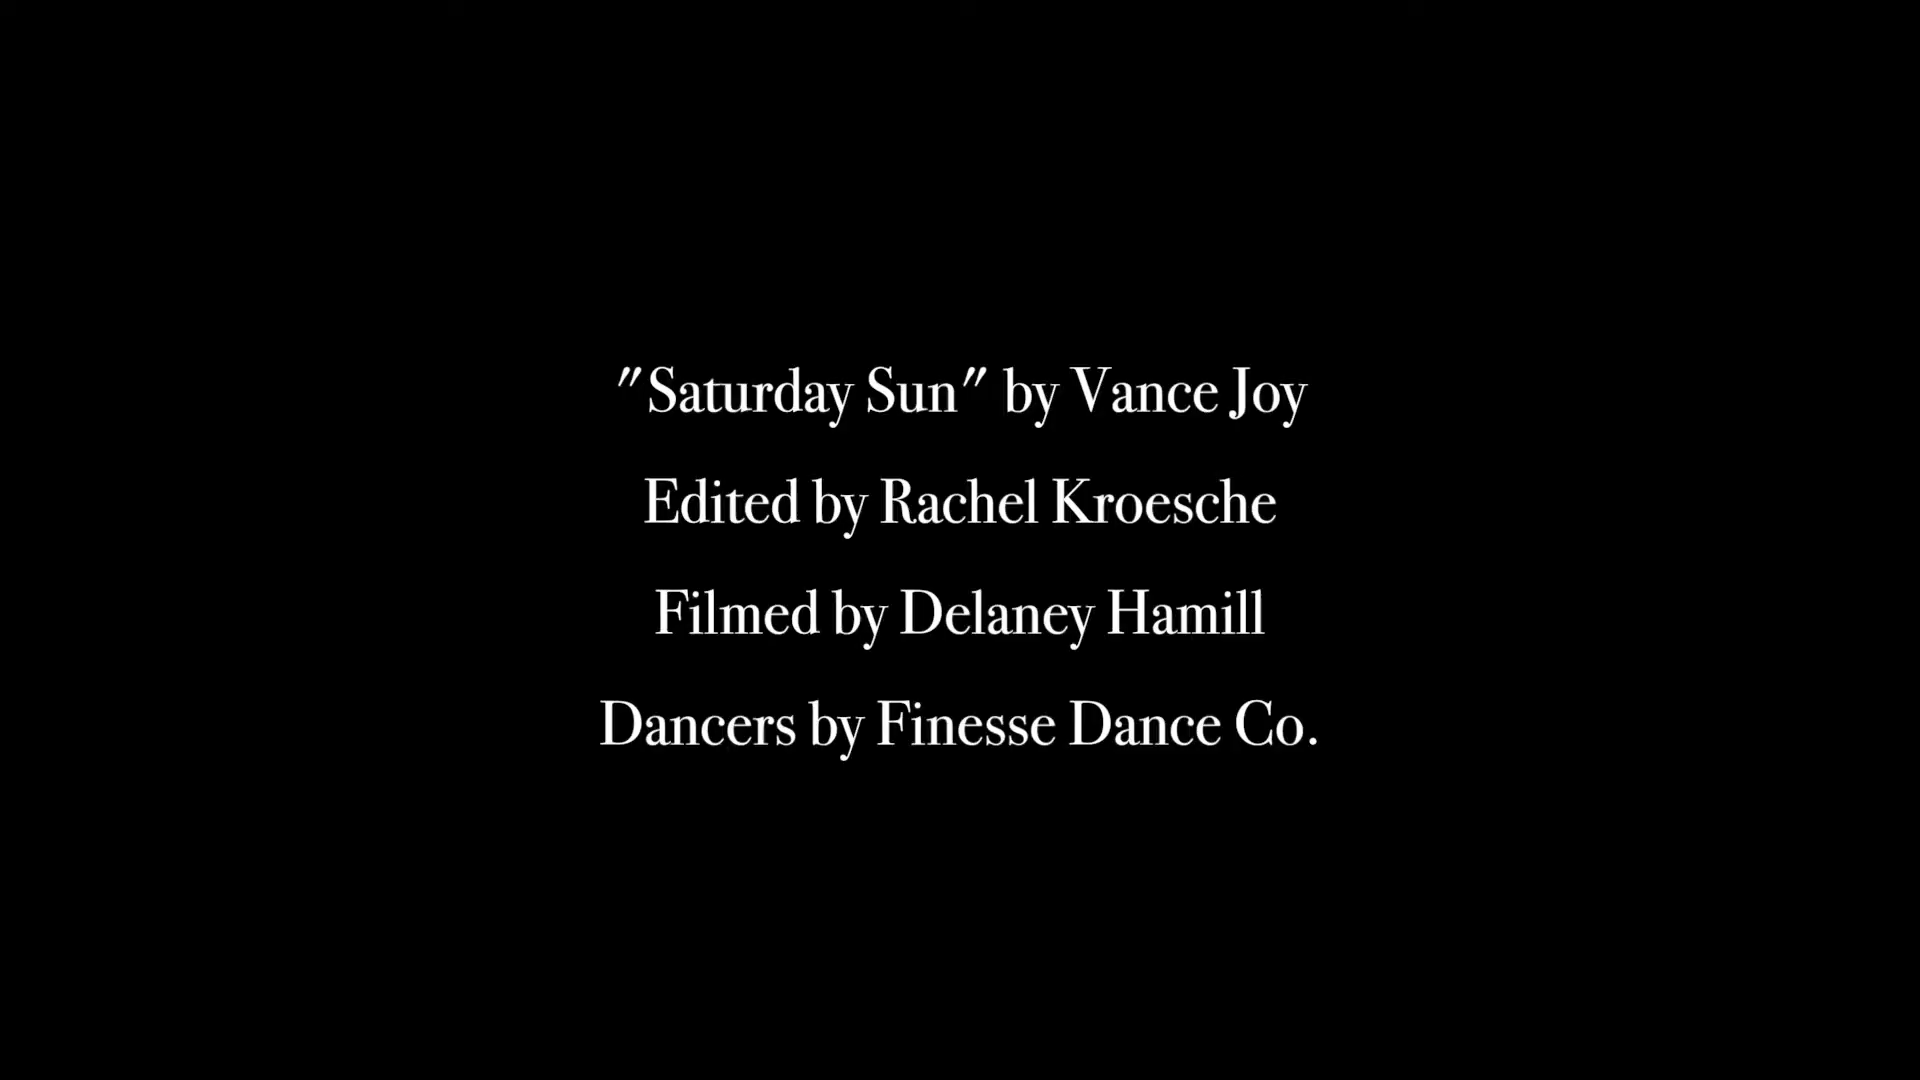 "Saturday Sun" by Vance Joy
Edited by Rachel Kroesche
Filmed by Delaney Hamill
Dancers by Finesse Dance Co.